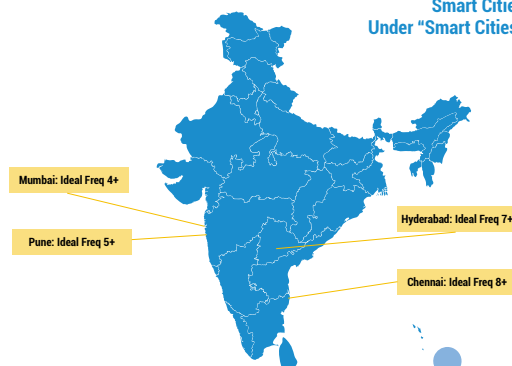 Smart Citie
Under “Smart Cities
Mumbai: Ideal Freq 4+
Pune: Ideal Freq 5+
Hyderabad: Ideal Freq 7+
Chennai: Ideal Freq 8+